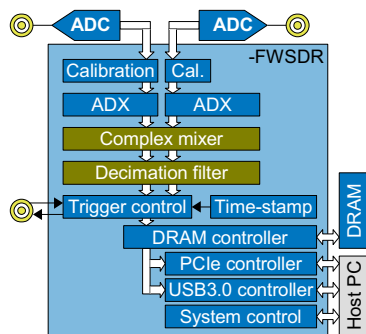 ADC
ADC
-FWSDR
Calibration
Cal.
ADX
ADX
Complex mixer
Decimation filter
Trigger control
Time-stamp
DRAM controller
DRAM
PCIe controller
USB3.0 controller
System control
Host PC